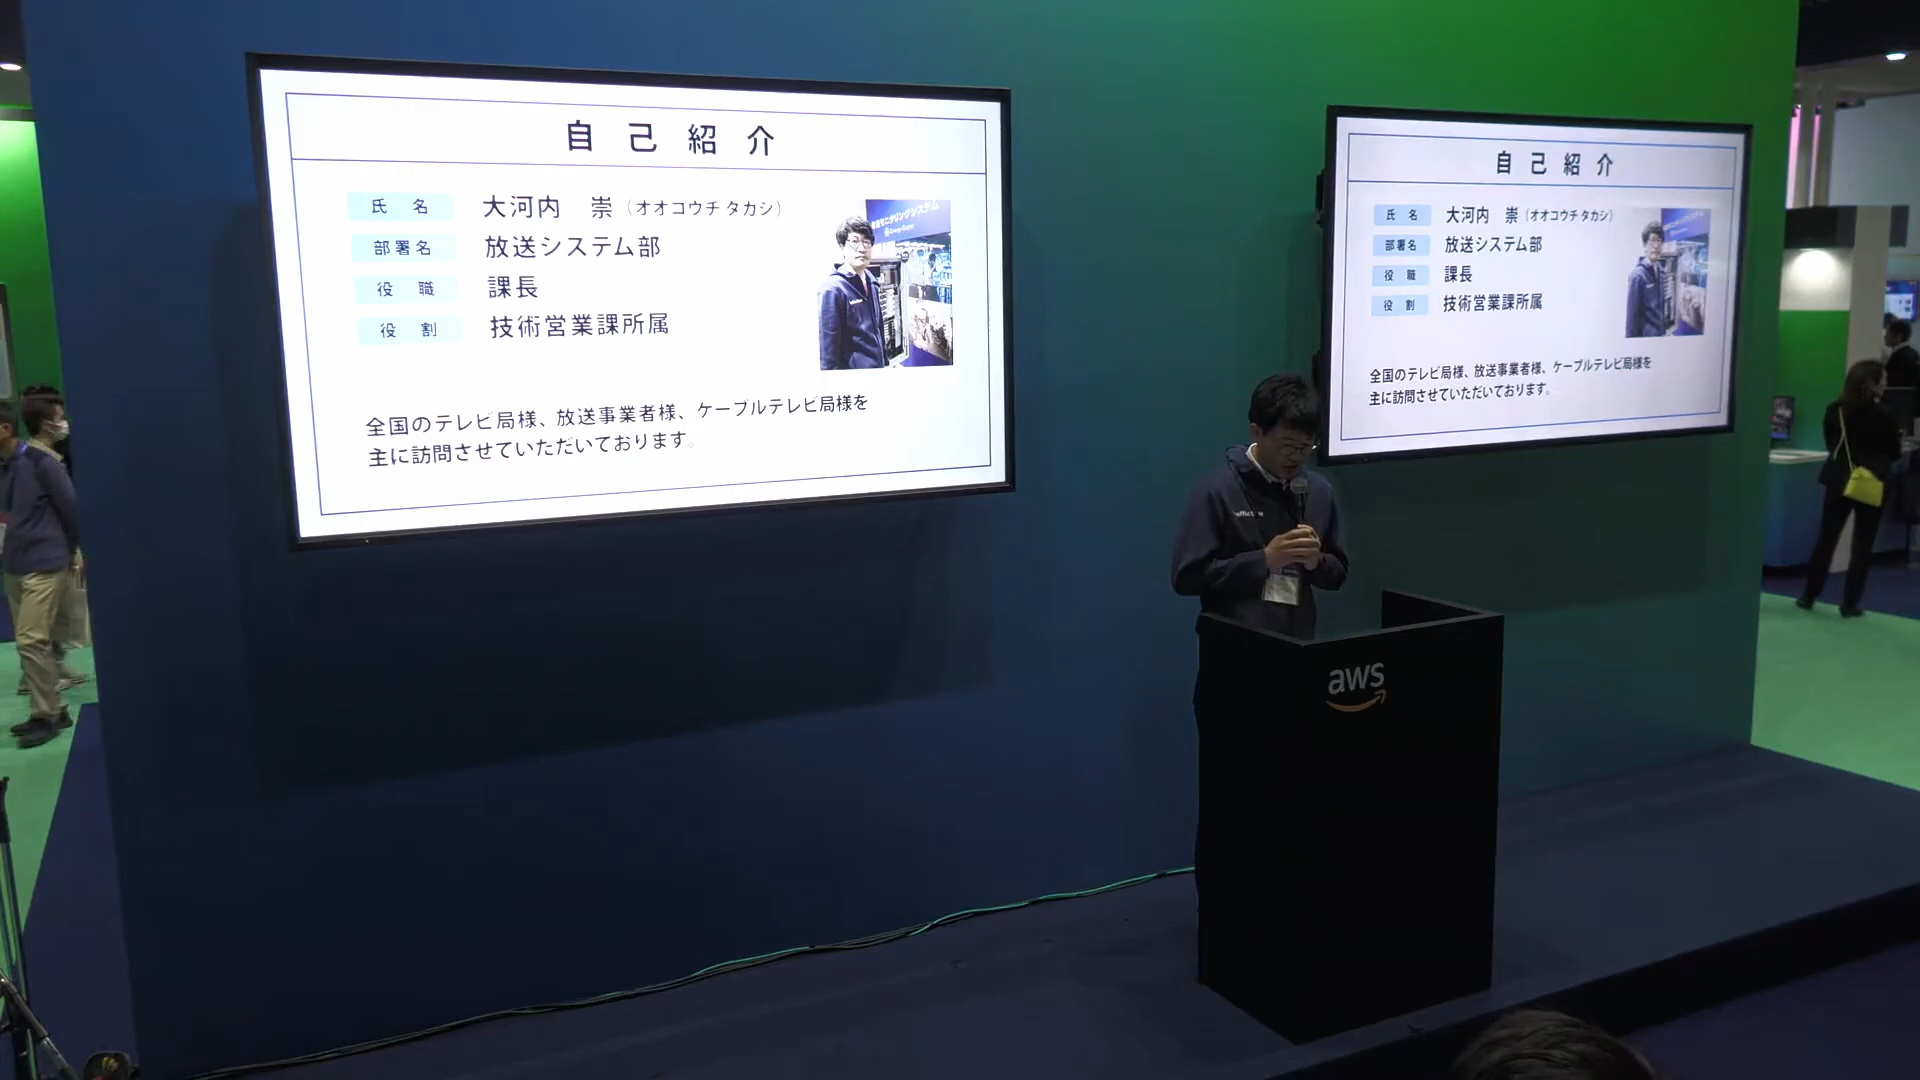 自己紹介
氏名 大河内 崇（オオコウチ タカシ）
部署名 放送システム部
役職 課長
役割 技術営業課所属
全国のテレビ局様、放送事業者様、ケーブルテレビ局様を
主に訪問させていただいております。
自己紹介
氏名 大河内 崇（オオコウチ タカシ）
部署名 放送システム部
役職 課長
役割 技術営業課所属
全国のテレビ局様、放送事業者様、ケーブルテレビ局様を
主に訪問させていただいております。
aws